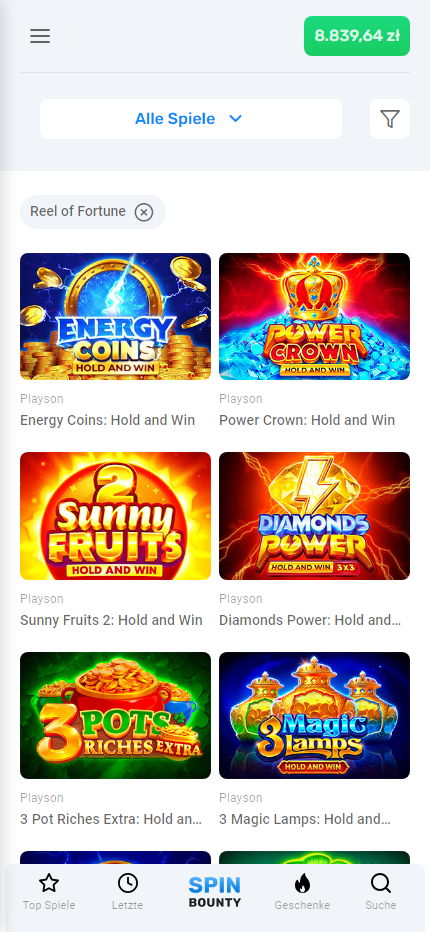 8.839,64 zł
Alle Spiele
Reel of Fortune
ENERGY
COINS
HOLD AND WIN
POWER
CROWN
HOLD AND WIN
Playson
Energy Coins: Hold and Win
Playson
Power Crown: Hold and Win
2
Sunny
FRUITS
HOLD AND WIN
DIAMONDS
POWER
HOLD AND WIN 3X3
Playson
Sunny Fruits 2: Hold and Win
Playson
Diamonds Power: Hold and...
3 POTS
RICHES EXTRA
3 Magic
Lamps
HOLD AND WIN
Playson
3 Pot Riches Extra: Hold an...
Playson
3 Magic Lamps: Hold and...
Top Spiele
Letzte
SPIN
BOUNTY
Geschenke
Suche